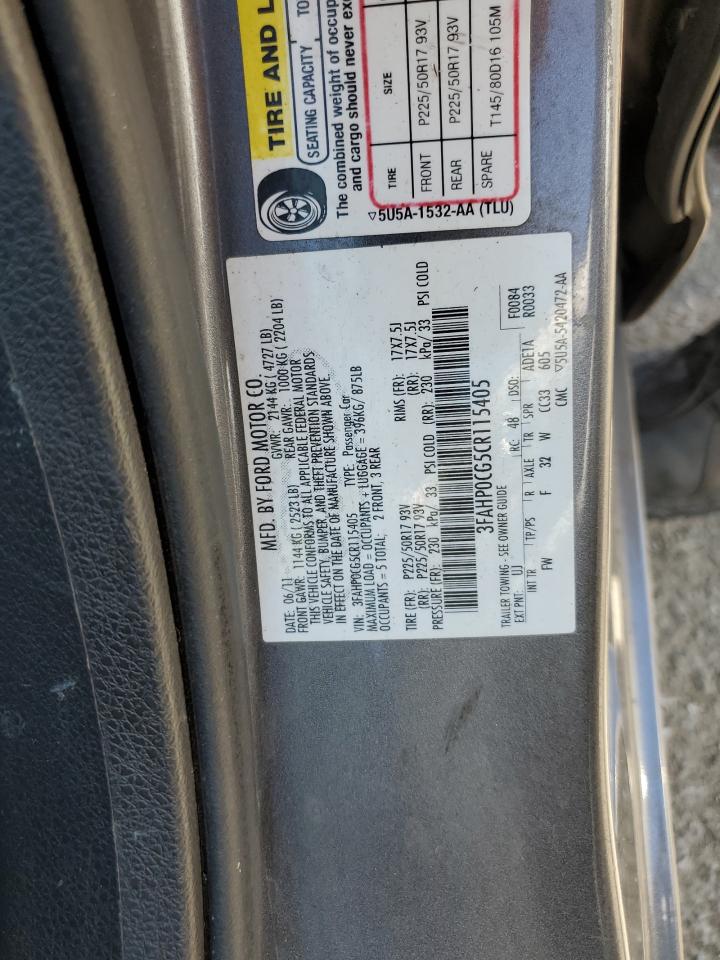 TIRE AND L
SEATING CAPACITY TO
The combined weight of occup
and cargo should never exc
TIRE SIZE
FRONT P225/50R17 93V
REAR P225/50R17 93V
SPARE T145/80D16 105M
5U5A-1532-AA (TLU)
MFD. BY FORD MOTOR CO.
DATE: 06/11 GVWR: 2144 KG ( 4727 LB)
FRONT GAWR: 1144 KG ( 2523 LB) REAR GAWR: 1000 KG ( 2204 LB)
THIS VEHICLE CONFORMS TO ALL APPLICABLE FEDERAL MOTOR
VEHICLE SAFETY, BUMPER, AND THEFT PREVENTION STANDARDS
IN EFFECT ON THE DATE OF MANUFACTURE SHOWN ABOVE.
VIN: 3FAHP0CG5CR115405 TYPE: Passenger Car
MAXIMUM LOAD = OCCUPANTS + LUGGAGE = 396KG/ 875LB
OCCUPANTS = 5 TOTAL; 2 FRONT, 3 REAR
TIRE (FR): P225/50R17 93V RIMS (FR): 17X7.5J
(RR): P225/50R17 93V (RR): 17X7.5J
PRESSURE (FR): 230 kPa/ 33 PSI COLD (RR): 230 kPa/ 33 PSI COLD
3FAHP0CG5CR115405
F0084
R0033
TRAILER TOWING - SEE OWNER GUIDE
EXT PNT: UJ RC: 48 DSO:
INT TR TP/PS R AXLE TR SPR ADETA
FW F 32 W CC33 605
CMC 5U5A-5420472-AA